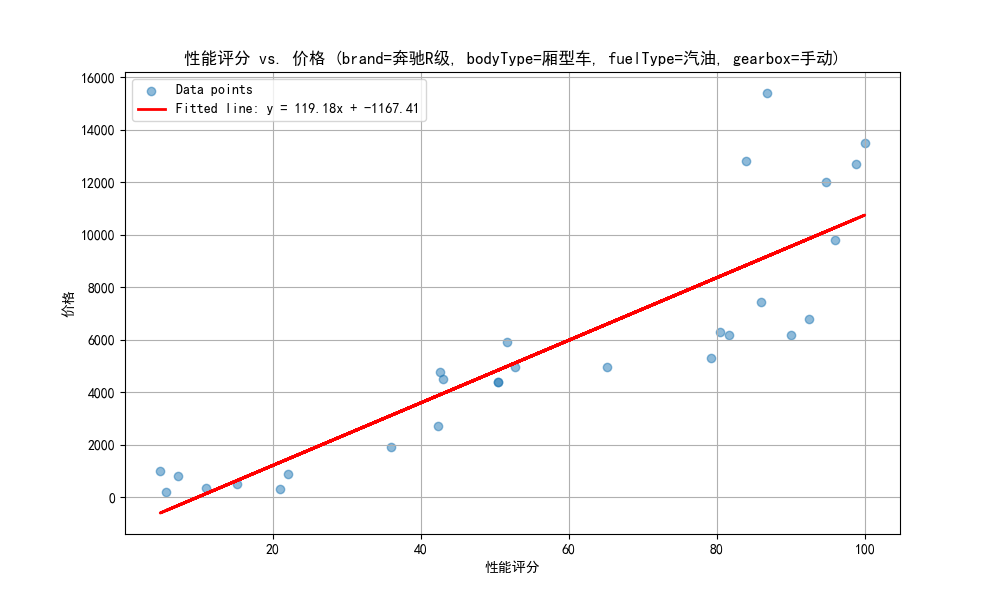 性能评分 vs. 价格 (brand=奔驰R级, bodyType=厢型车, fuelType=汽油, gearbox=手动)
Data points
Fitted line: y = 119.18x + -1167.41
价格
16000
14000
12000
10000
8000
6000
4000
2000
0
20 40 60 80 100
性能评分